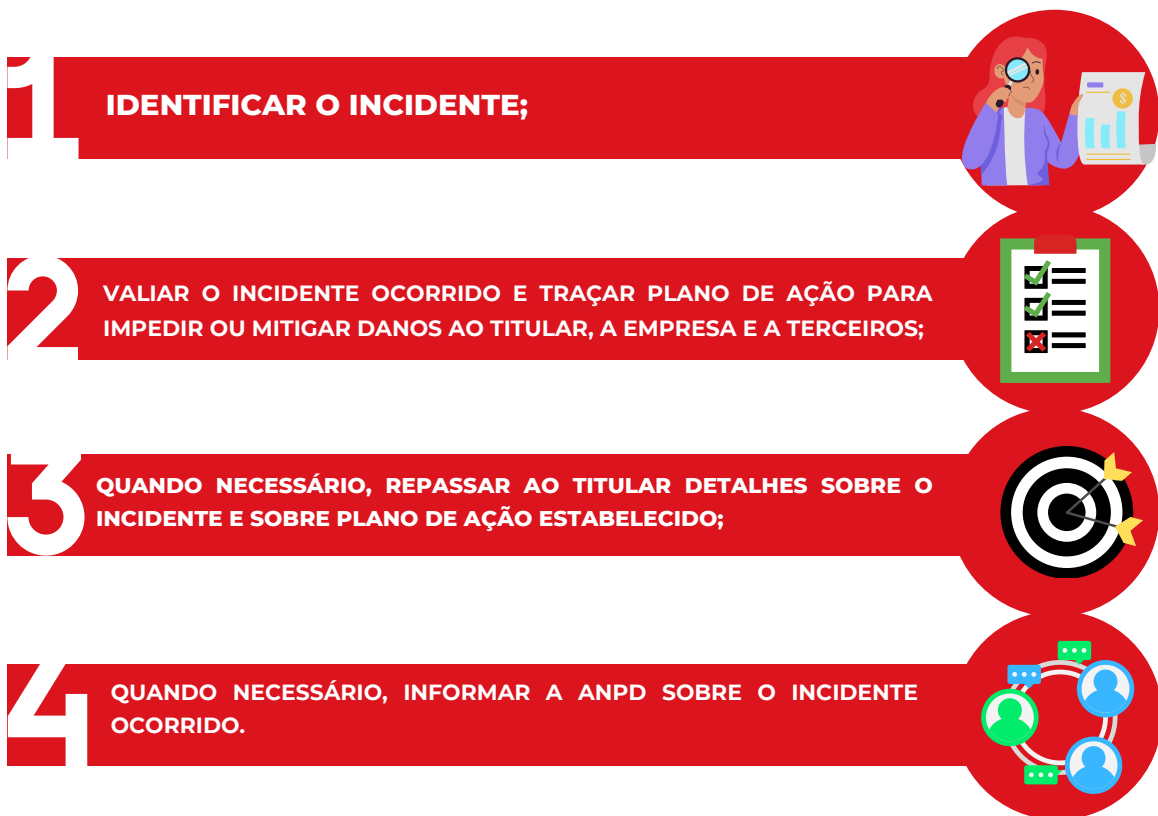 1
IDENTIFICAR O INCIDENTE;
2
VALIAR O INCIDENTE OCORRIDO E TRAÇAR PLANO DE AÇÃO PARA
IMPEDIR OU MITIGAR DANOS AO TITULAR, A EMPRESA E A TERCEIROS;
3
QUANDO NECESSÁRIO, REPASSAR AO TITULAR DETALHES SOBRE O
INCIDENTE E SOBRE PLANO DE AÇÃO ESTABELECIDO;
4
QUANDO NECESSÁRIO, INFORMAR A ANPD SOBRE O INCIDENTE
OCORRIDO.
$